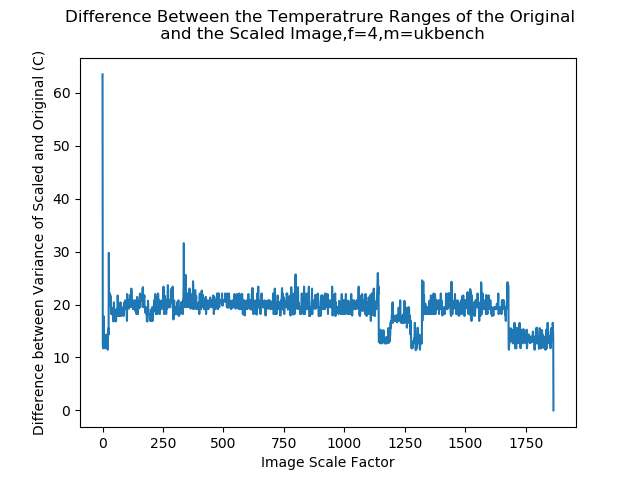 Difference Between the Temperatrure Ranges of the Original
and the Scaled Image,f=4,m=ukbench
Difference between Variance of Scaled and Original (C)
60
50
40
30
20
10
0
0 250 500 750 1000 1250 1500 1750
Image Scale Factor